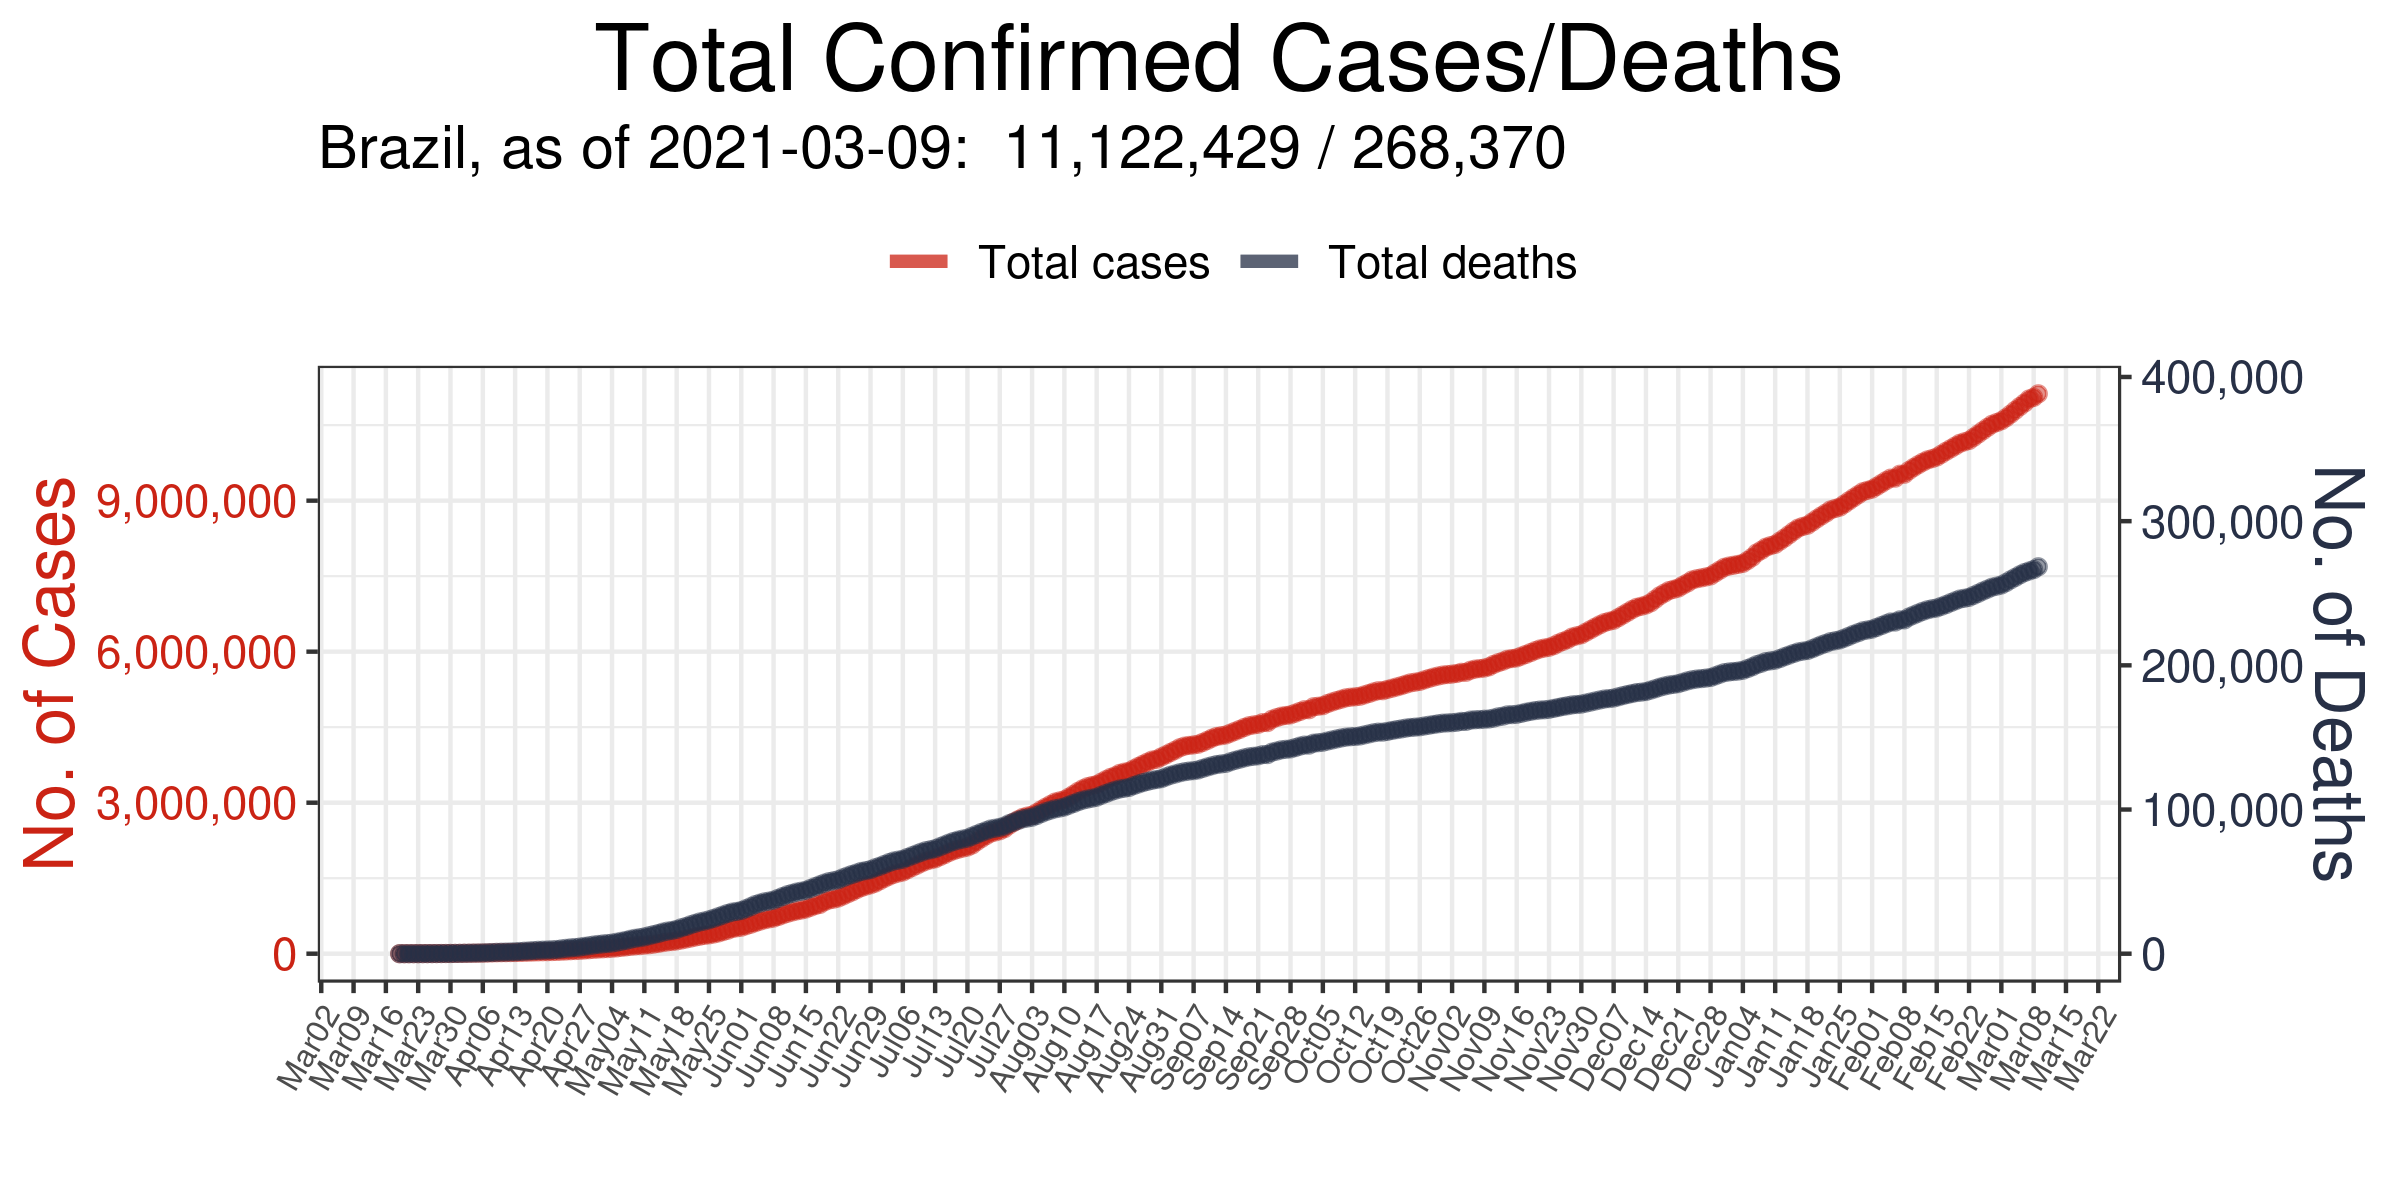 Total Confirmed Cases/Deaths
Brazil, as of 2021-03-09:  11,122,429 / 268,370
Total cases
Total deaths
No. of Cases
9,000,000
6,000,000
3,000,000
0
400,000
300,000
200,000
100,000
0
No. of Deaths
Mar02
Mar09
Mar16
Mar23
Mar30
Apr06
Apr13
Apr20
Apr27
May04
May11
May18
May25
Jun01
Jun08
Jun15
Jun22
Jun29
Jul06
Jul13
Jul20
Jul27
Aug03
Aug10
Aug17
Aug24
Aug31
Sep07
Sep14
Sep21
Sep28
Oct05
Oct12
Oct19
Oct26
Nov02
Nov09
Nov16
Nov23
Nov30
Dec07
Dec14
Dec21
Dec28
Jan04
Jan11
Jan18
Jan25
Feb01
Feb08
Feb15
Feb22
Mar01
Mar08
Mar15
Mar22